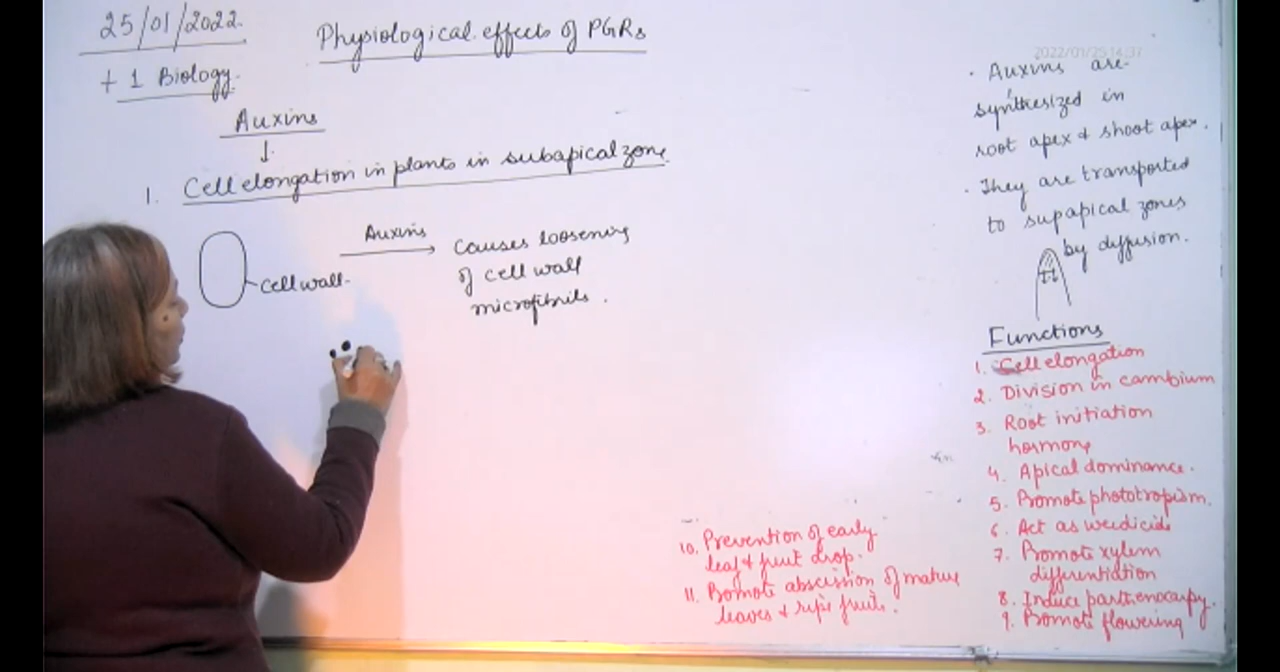 25/01/2022.
+ 1 Biology.
Physiological effects of PGRs
Auxins
↓
1. Cell elongation in plants in subapical zone
Cell wall.
Auxins
causes loosening
of cell wall
microfibrils.
2022/01/25 14:37
· Auxins are
synthesized in
root apex & shoot apex.
· They are transported
to supapical zones
by diffusion.
Functions
1. Cell elongation
2. Division in cambium
3. Root initiation
hormone
4. Apical dominance.
5. Promote phototropism.
6. Act as weedicide
7. Promote xylem
differentiation
8. Induce parthenocarpy.
9. Promote flowering
10. Prevention of early
leaf & fruit drop.
11. Promote abscission of mature
leaves & ripe fruits.